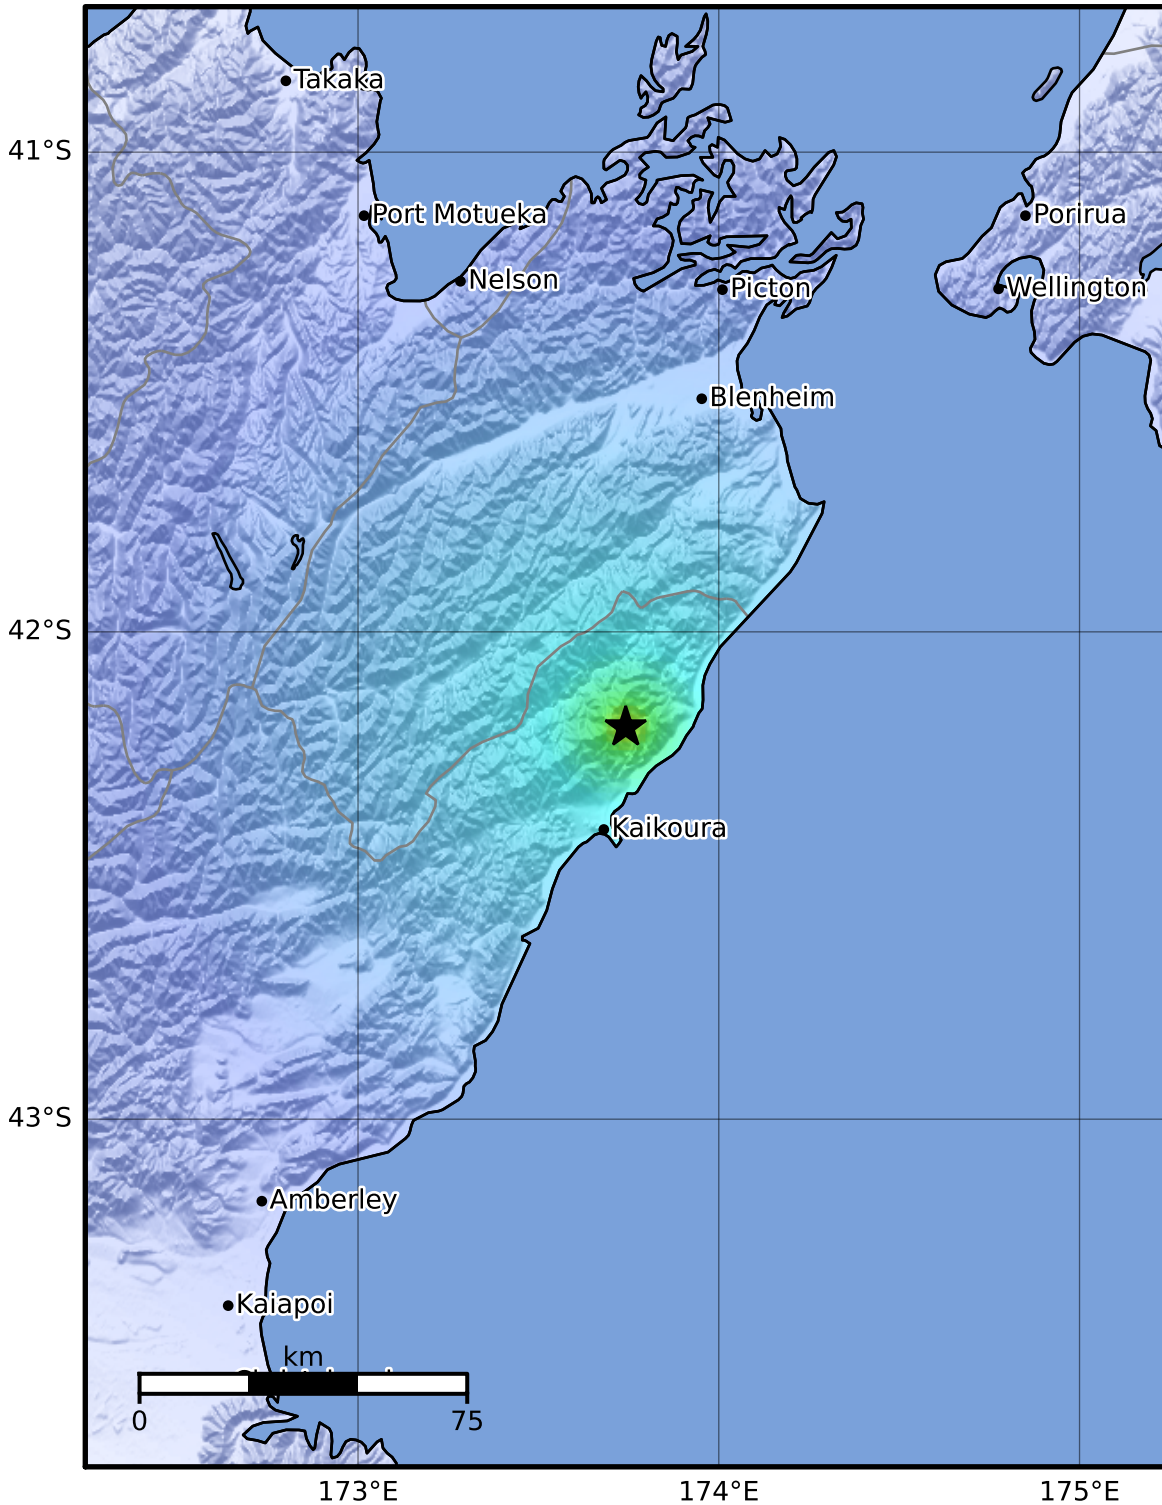 Takaka
41°S
Port Motueka
Porirua
Nelson
Picton
Wellington
Blenheim
42°S
Kaikoura
43°S
Amberley
Kaiapoi
km
0 75
173°E 174°E 175°E